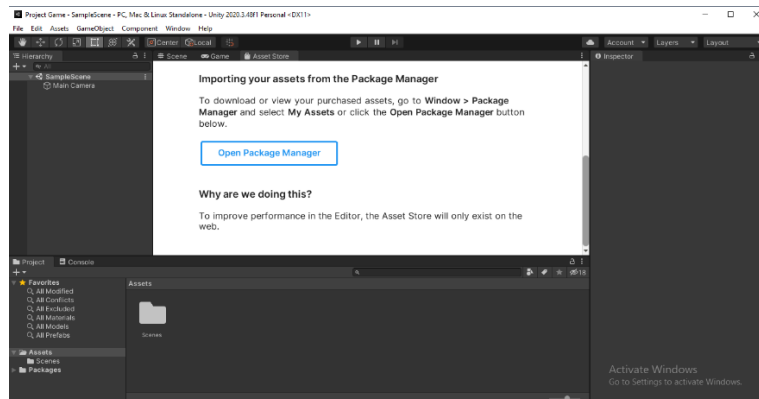 Project Game - SampleScene - PC, Mac & Linux Standalone - Unity 2020.3.48f1 Personal <DX11>
File Edit Assets GameObject Component Window Help
Center Local
Account Layers Layout
Hierarchy
Scene Game Asset Store
Inspector
All
SampleScene
Main Camera
Importing your assets from the Package Manager
To download or view your purchased assets, go to Window > Package
Manager and select My Assets or click the Open Package Manager button
below.
Open Package Manager
Why are we doing this?
To improve performance in the Editor, the Asset Store will only exist on the
web.
Project Console
18
Favorites
All Modified
All Conflicts
All Excluded
All Materials
All Models
All Prefabs
Assets
Scenes
Packages
Assets
Scenes
Activate Windows
Go to Settings to activate Windows.